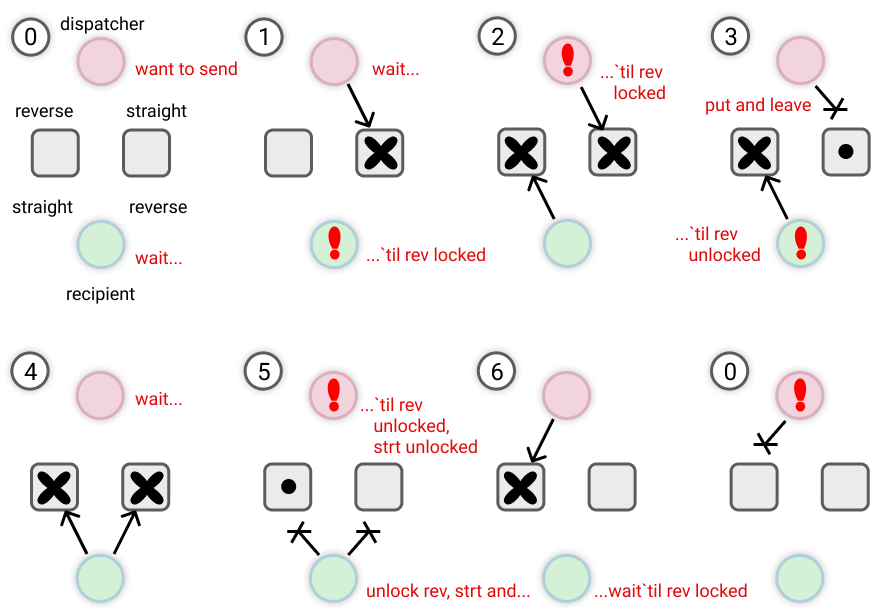 0
dispatcher
want to send
reverse
straight
straight
reverse
wait...
recipient
1
wait...
...`til rev locked
2
...`til rev
locked
3
put and leave
...`til rev
unlocked
4
wait...
5
...`til rev
unlocked,
strt unlocked
unlock rev, strt and...
6
...wait`til rev locked
0